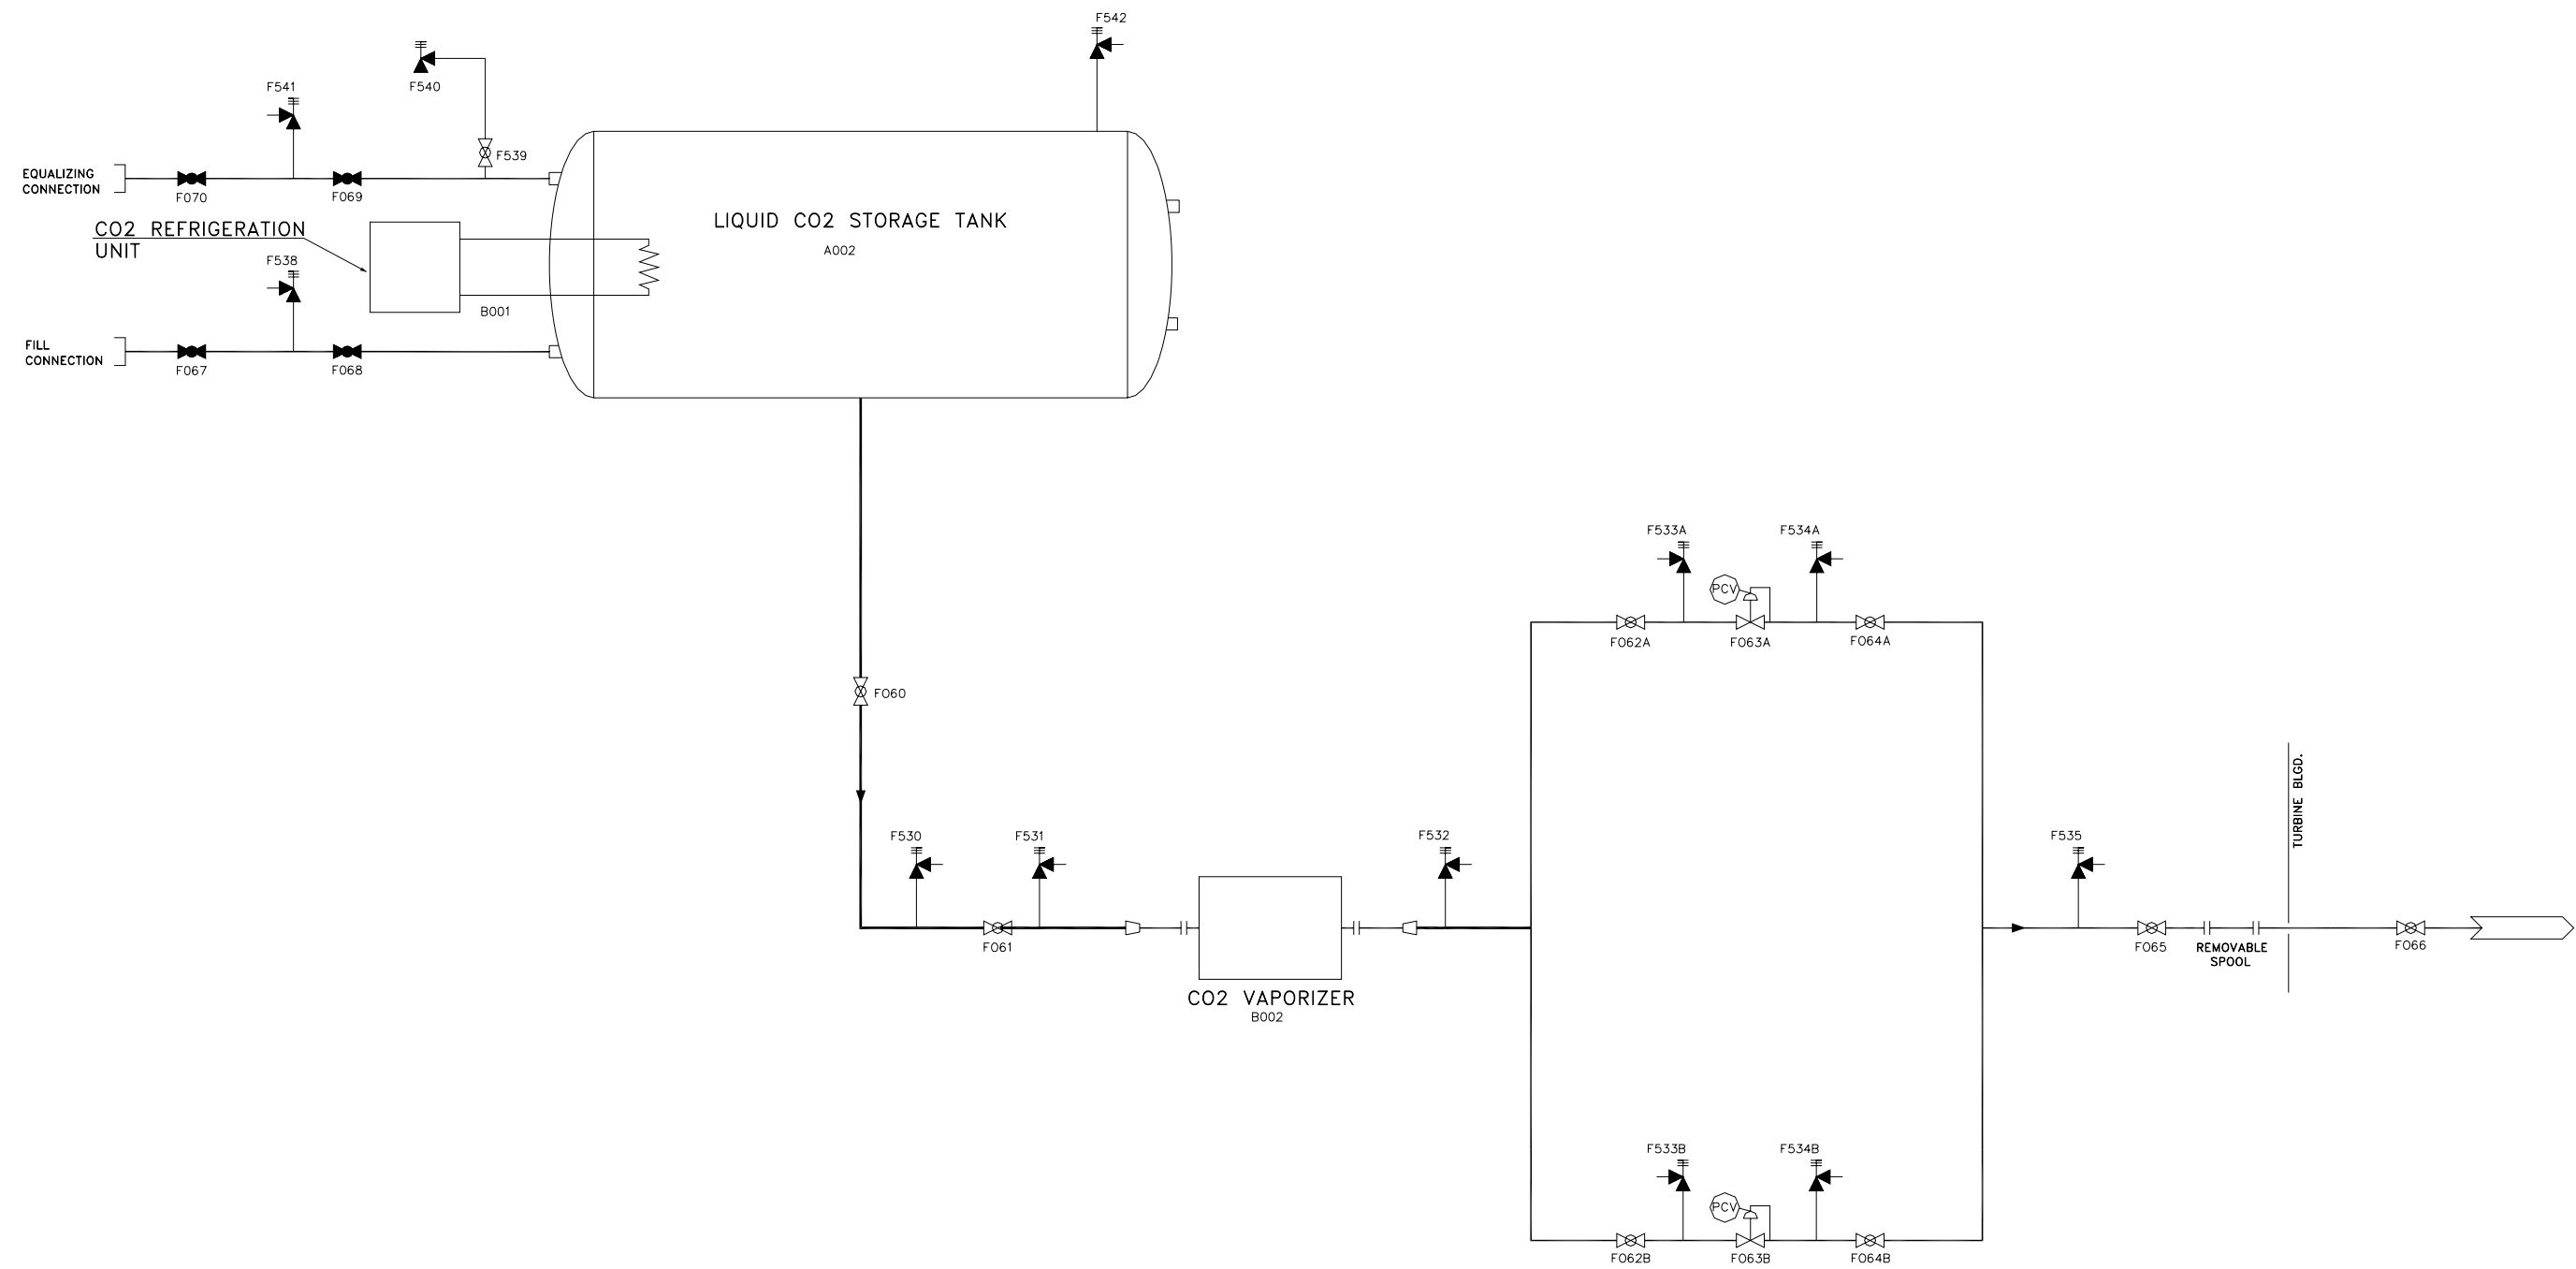 F542
F540
F541
F539
EQUALIZING
CONNECTION
F070
F069
CO2 REFRIGERATION
UNIT
LIQUID CO2 STORAGE TANK
A002
F538
B001
FILL
CONNECTION
F067
F068
F060
F533A
F534A
PCV
F062A
F063A
F064A
TURBINE BLGD.
F530
F531
F532
F535
F061
F065
REMOVABLE
SPOOL
F066
CO2 VAPORIZER
B002
F533B
F534B
PCV
F062B
F063B
F064B